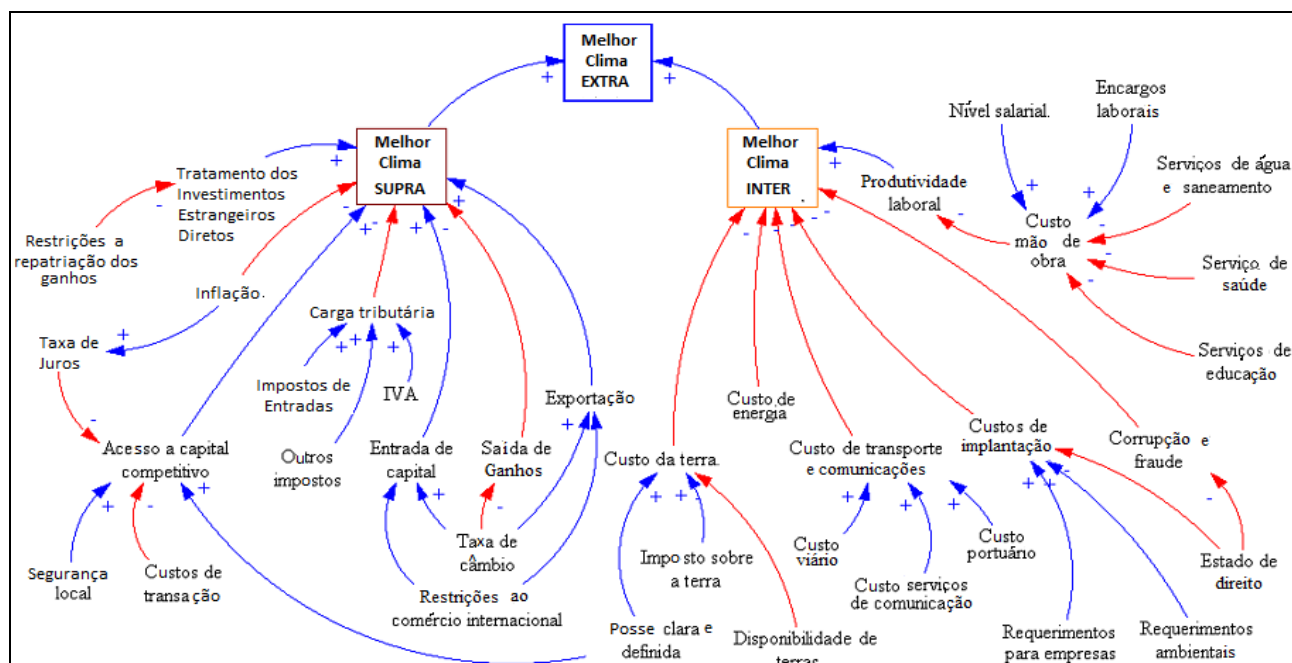 Melhor
Clima
EXTRA
Melhor
Clima
SUPRA
Melhor
Clima
INTER
Nível salarial.
Encargos
laborais
Serviços de água
e saneamento
Produtividade
laboral
Custo
mão de
obra
Serviço de
saúde
Serviços de
educação
Tratamento dos
Investimentos
Estrangeiros
Diretos
Restrições a
repatriação dos
ganhos
Inflação.
Carga tributária
Taxa de
Juros
Impostos de
Entradas
IVA
Exportação
Custo de
energia
Acesso a capital
competitivo
Outros
impostos
Entrada de
capital
Saida de
Ganhos
Custo da terra.
Custo de transporte
e comunicações
Custos de
implantação
Corrupção e
fraude
Segurança
local
Custos de
transação
Taxa de
câmbio
Restrições ao
comércio internacional
Imposto sobre
a terra
Custo
viário
Custo serviços
de comunicação
Custo
portuário
Estado de
direito
Posse clara e
definida
Disponibilidade de
terras
Requerimentos
para empresas
Requerimentos
ambientais